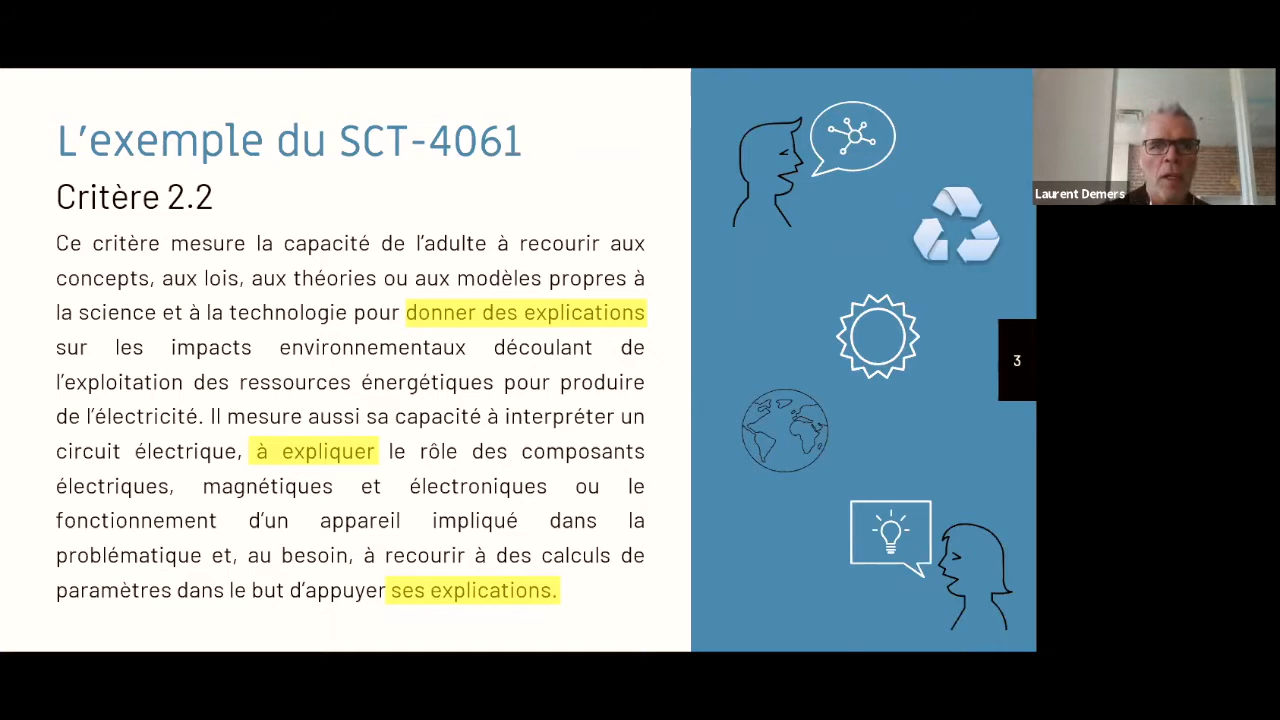 L'exemple du SCT-4061
Critère 2.2
Ce critère mesure la capacité de l'adulte à recourir aux
concepts, aux lois, aux théories ou aux modèles propres à
la science et à la technologie pour donner des explications
sur les impacts environnementaux découlant de
l'exploitation des ressources énergétiques pour produire
de l'électricité. Il mesure aussi sa capacité à interpréter un
circuit électrique, à expliquer le rôle des composants
électriques, magnétiques et électroniques ou le
fonctionnement d'un appareil impliqué dans la
problématique et, au besoin, à recourir à des calculs de
paramètres dans le but d'appuyer ses explications.
3
Laurent Demers